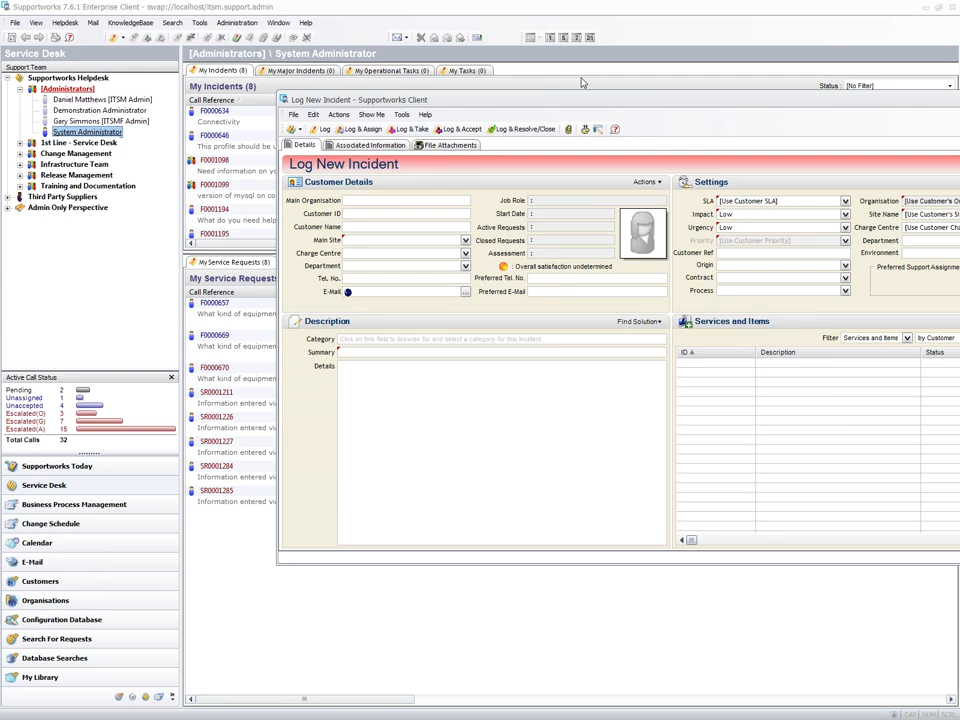 Supportworks 7.6.1 Enterprise Client - swap://localhost/itsm.support.admin
File View Helpdesk Mail KnowledgeBase Search Tools Administration Window Help
Service Desk
[Administrators] \ System Administrator
Support Team
Supportworks Helpdesk
[Administrators]
Daniel Matthews [ITSM Admin]
Demonstration Administrator
Gary Simmons [ITSMF Admin]
System Administrator
1st Line - Service Desk
Change Management
Infrastructure Team
Release Management
Training and Documentation
Third Party Suppliers
Admin Only Perspective
My Incidents (8) My Major Incidents (0) My Operational Tasks (0) My Tasks (0)
My Incidents (8)
Status : [No Filter]
Call Reference
F0000634
Connectivity
F0000646
This profile should be u
F0001098
Need information on y
F0001099
version of mysql on co
F0001194
What do you need help
F0001195
My Service Requests (8)
My Service Requests
Call Reference
F0000657
What kind of equipmen
F0000669
What kind of equipmen
F0000670
What kind of equipmen
SR0001211
Information entered vi
SR0001226
Information entered vi
SR0001227
Information entered vi
SR0001284
Information entered vi
SR0001285
Information entered vi
Log New Incident - Supportworks Client
File Edit Actions Show Me Tools Help
Log Log & Assign Log & Take Log & Accept Log & Resolve/Close
Details Associated Information File Attachments
Log New Incident
Customer Details Actions
Main Organisation
Customer ID
Customer Name
Main Site
Charge Centre
Department
Tel. No.
E-Mail
Job Role :
Start Date :
Active Requests :
Closed Requests :
Assessment :
: Overall satisfaction undetermined
Preferred Tel. No.
Preferred E-Mail
Settings
SLA [Use Customer SLA]
Impact Low
Urgency Low
Priority [Use Customer Priority]
Customer Ref
Origin
Contract
Process
Organisation [Use Customer's O
Site Name [Use Customer's Si
Charge Centre [Use Customer Cha
Department
Environment
Preferred Support Assignme
Description Find Solution
Category Click on this field to browse for and select a category for this incident
Summary
Details
Services and Items
Filter Services and Items by Customer
ID Description Status
Active Call Status
Pending 2
Unassigned 1
Unaccepted 4
Escalated(O) 3
Escalated(G) 7
Escalated(A) 15
Total Calls 32
Supportworks Today
Service Desk
Business Process Management
Change Schedule
Calendar
E-Mail
Customers
Organisations
Configuration Database
Search For Requests
Database Searches
My Library
CAP NUM SCRL